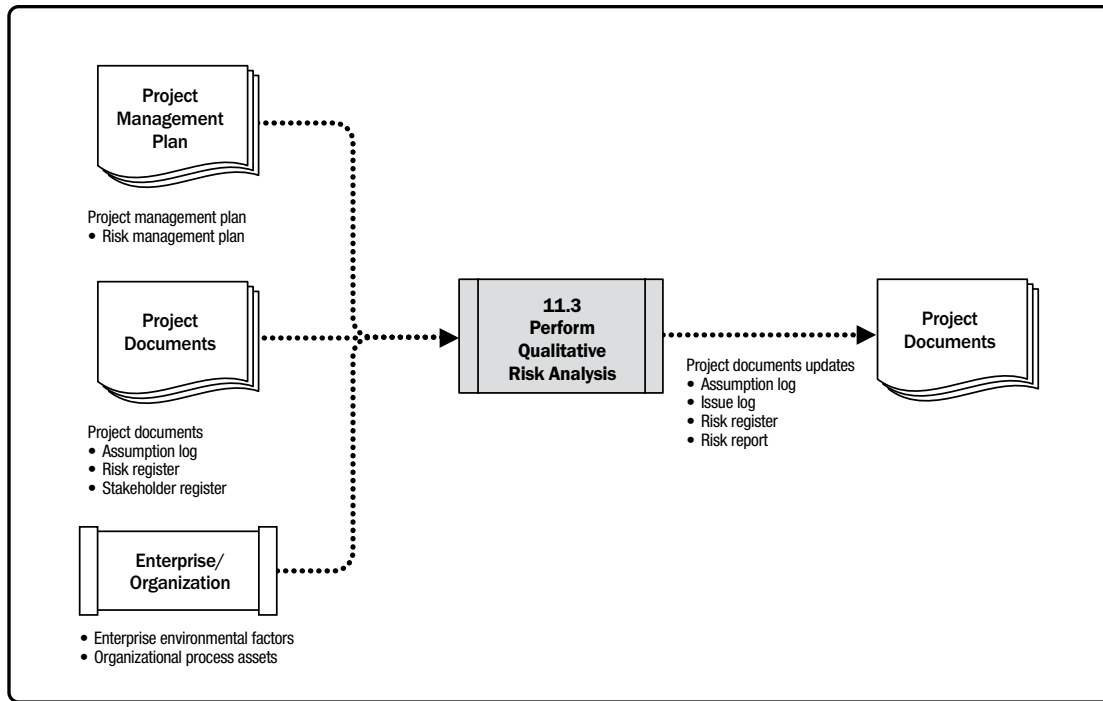 Project
Management
Plan
Project management plan
• Risk management plan
Project
Documents
Project documents
• Assumption log
• Risk register
• Stakeholder register
Enterprise/
Organization
• Enterprise environmental factors
• Organizational process assets
11.3
Perform
Qualitative
Risk Analysis
Project documents updates
• Assumption log
• Issue log
• Risk register
• Risk report
Project
Documents